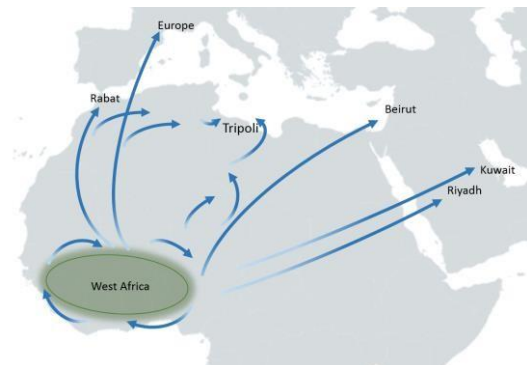 Europe
Rabat
Tripoli
Beirut
Kuwait
Riyadh
West Africa